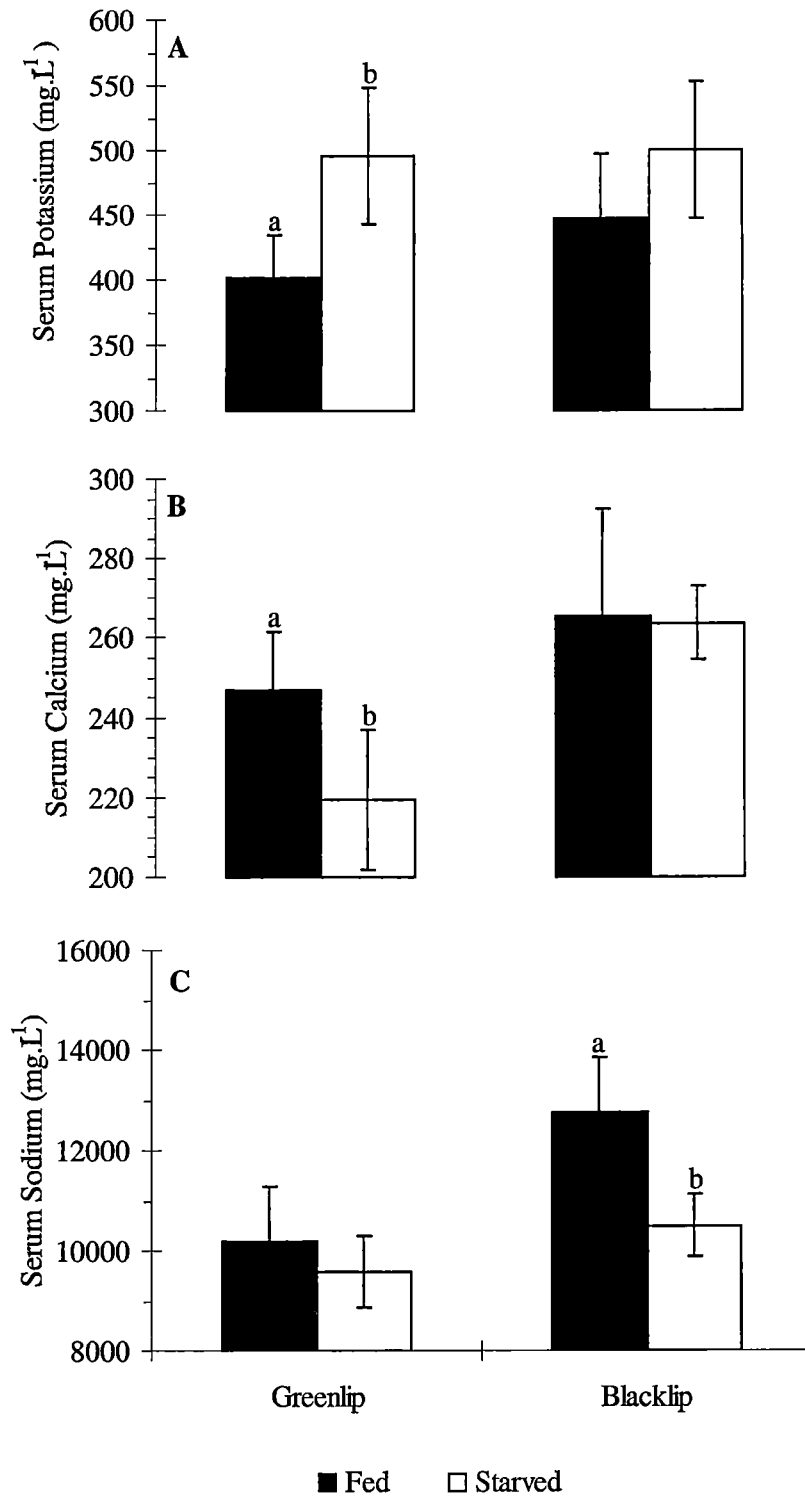 A
Serum Potassium (mg.L¹)
600
550
500
450
400
350
300
a
b
B
Serum Calcium (mg.L¹)
300
280
260
240
220
200
a
b
C
Serum Sodium (mg.L¹)
16000
14000
12000
10000
8000
a
b
Greenlip Blacklip
Fed Starved